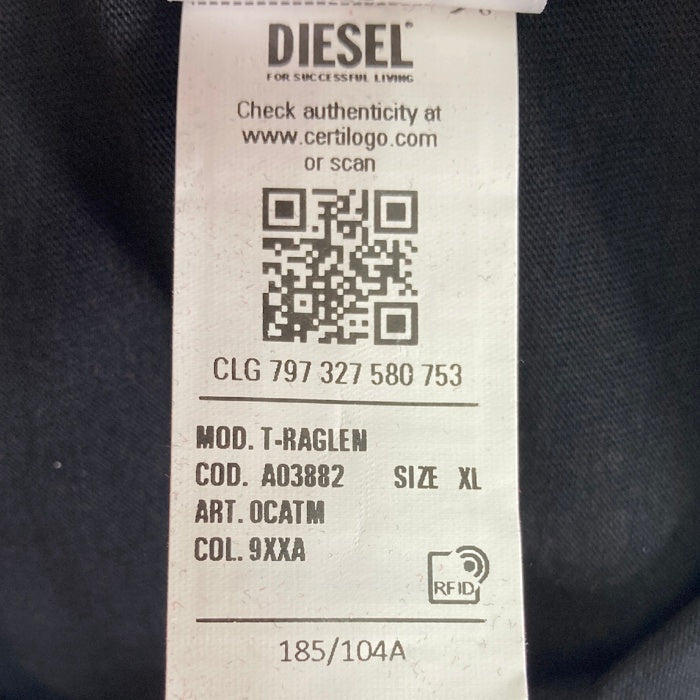 DIESEL
FOR SUCCESSFUL LIVING
Check authenticity at
www.certilogo.com
or scan
CLG 797 327 580 753
MOD. T-RAGLEN
COD. A03882 SIZE XL
ART. 0CATM
COL. 9XXA
RFID
185/104A